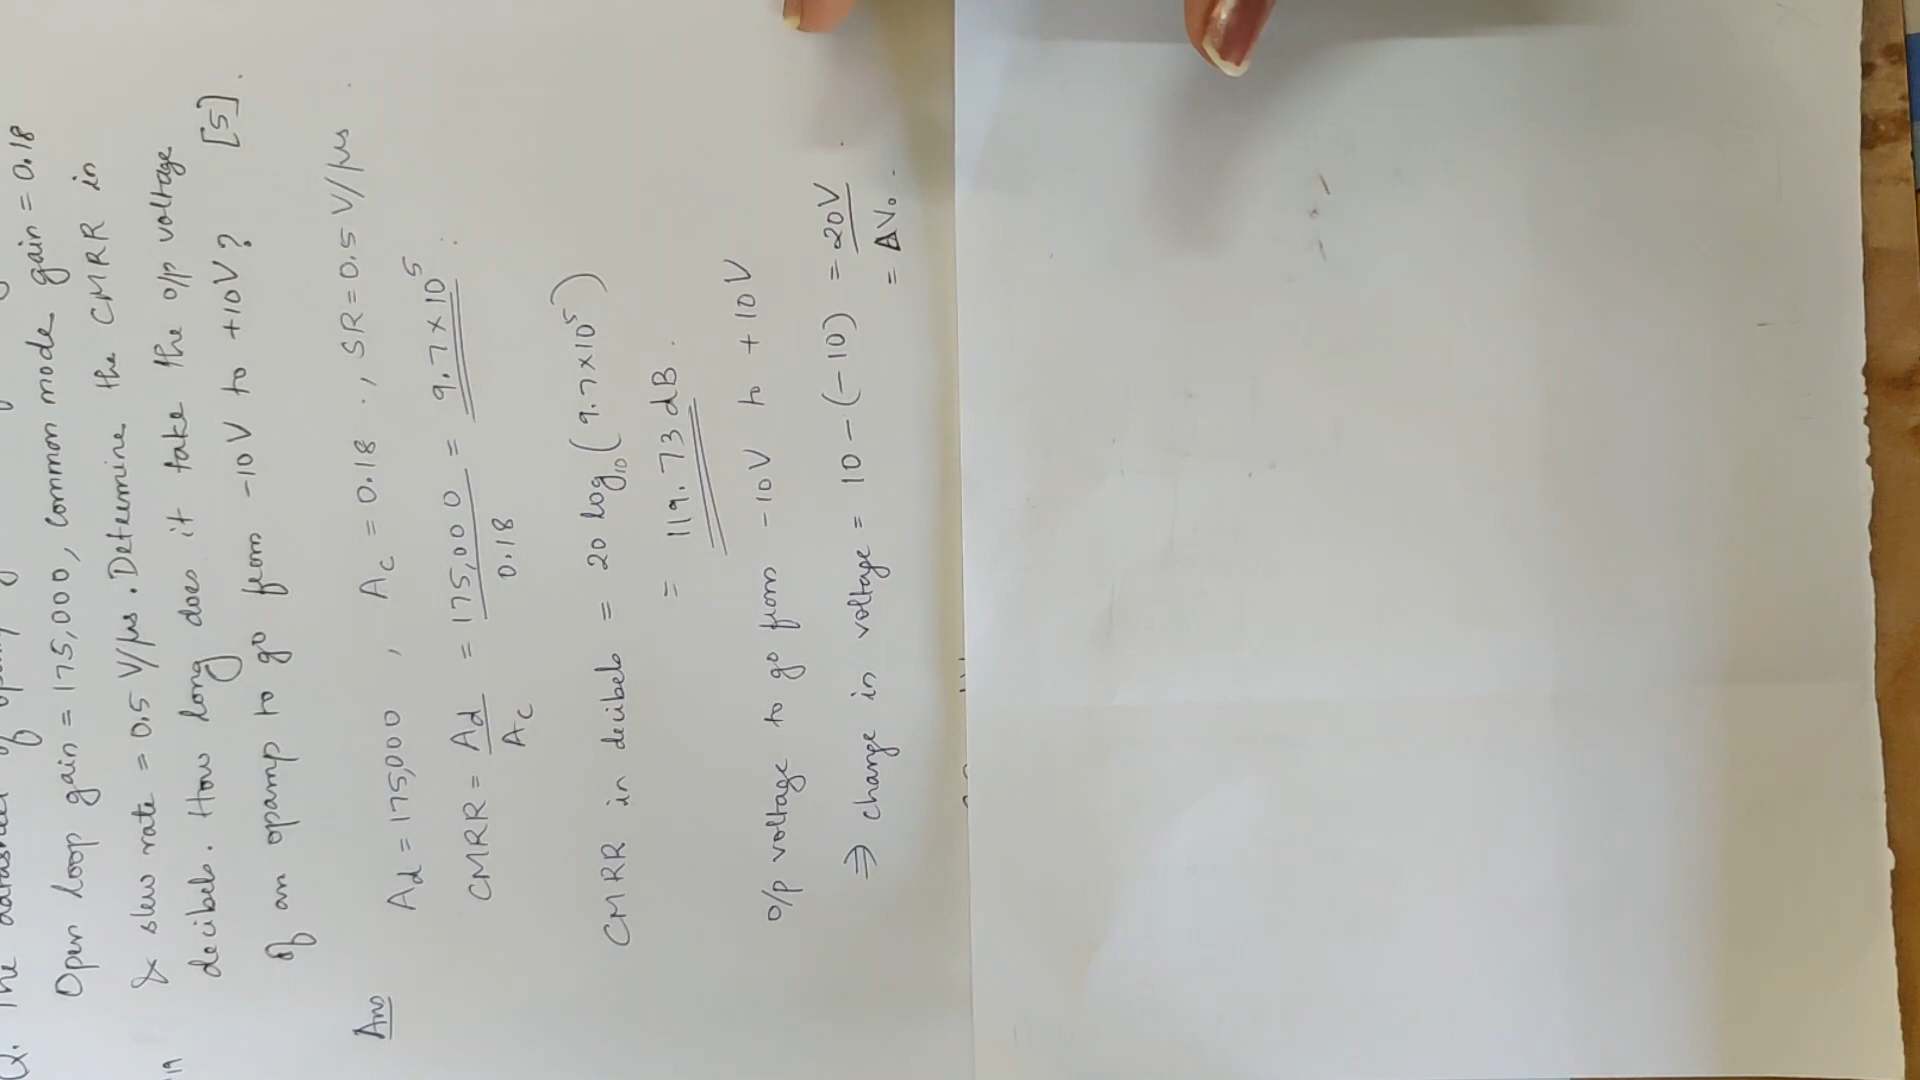 Q. The
Open loop gain = 175,000, common mode gain = 0.18
& slew rate = 0.5 V/μs. Determine the CMRR in
decibels. How long does it take the o/p voltage
of an opamp to go from -10V to +10V? [5].
19
Ans
Ad = 175,000 , Ac = 0.18 ., SR = 0.5 V/μs .
CMRR = Ad/Ac = 175,000/0.18 = 9.7 x 10^5 .
CMRR in decibels = 20 log10 (9.7 x 10^5)
= 119.73 dB .
o/p voltage to go from -10V to + 10V
⇒ change in voltage = 10 - (-10) = 20V
= ΔVo .